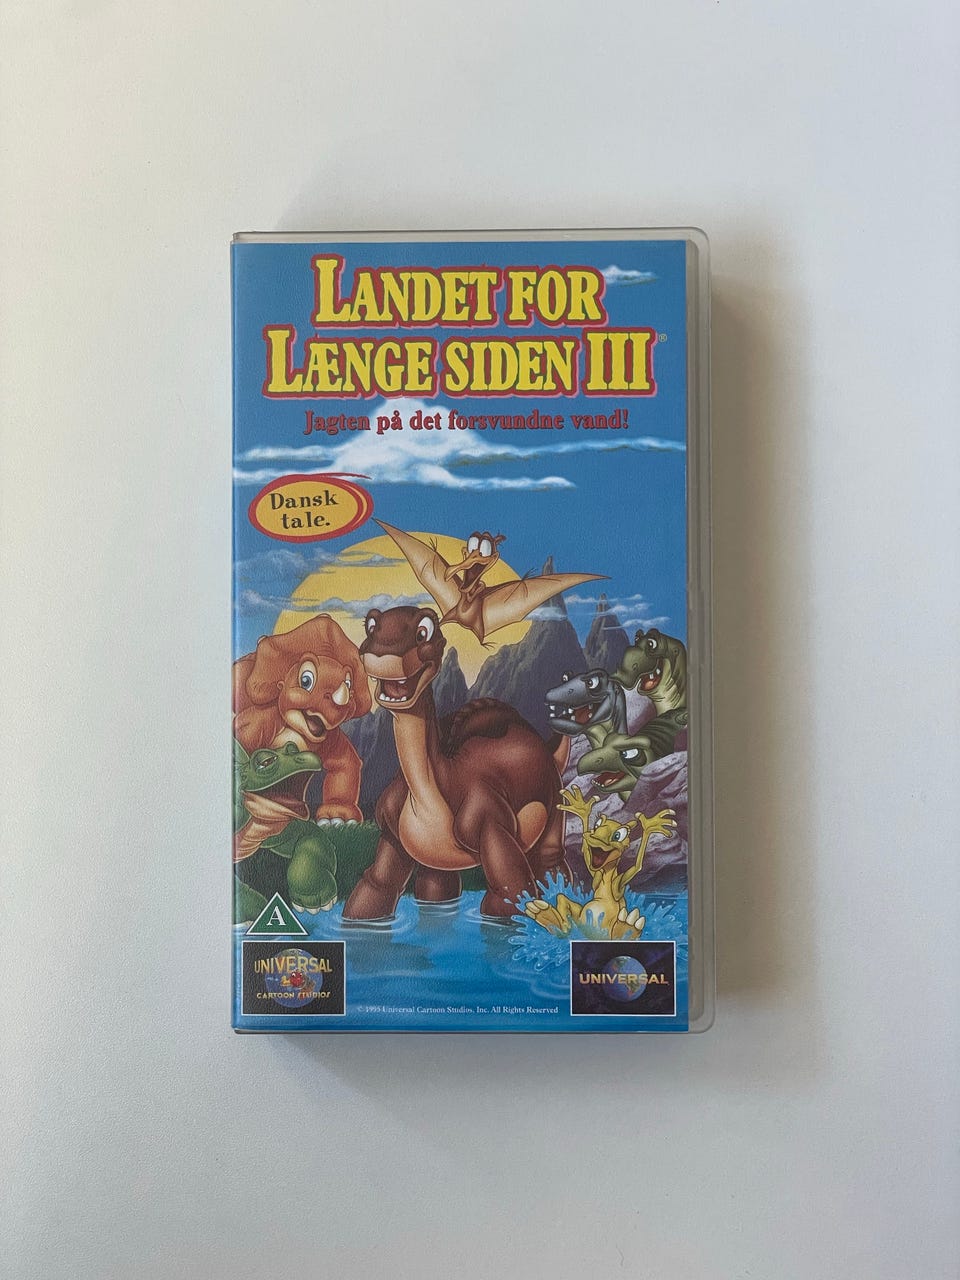 LANDET FOR
LÆNGE SIDEN III®
Jagten på det forsvundne vand!
Dansk
tale.
A
UNIVERSAL
CARTOON STUDIOS
UNIVERSAL
© 1995 Universal Cartoon Studios, Inc. All Rights Reserved